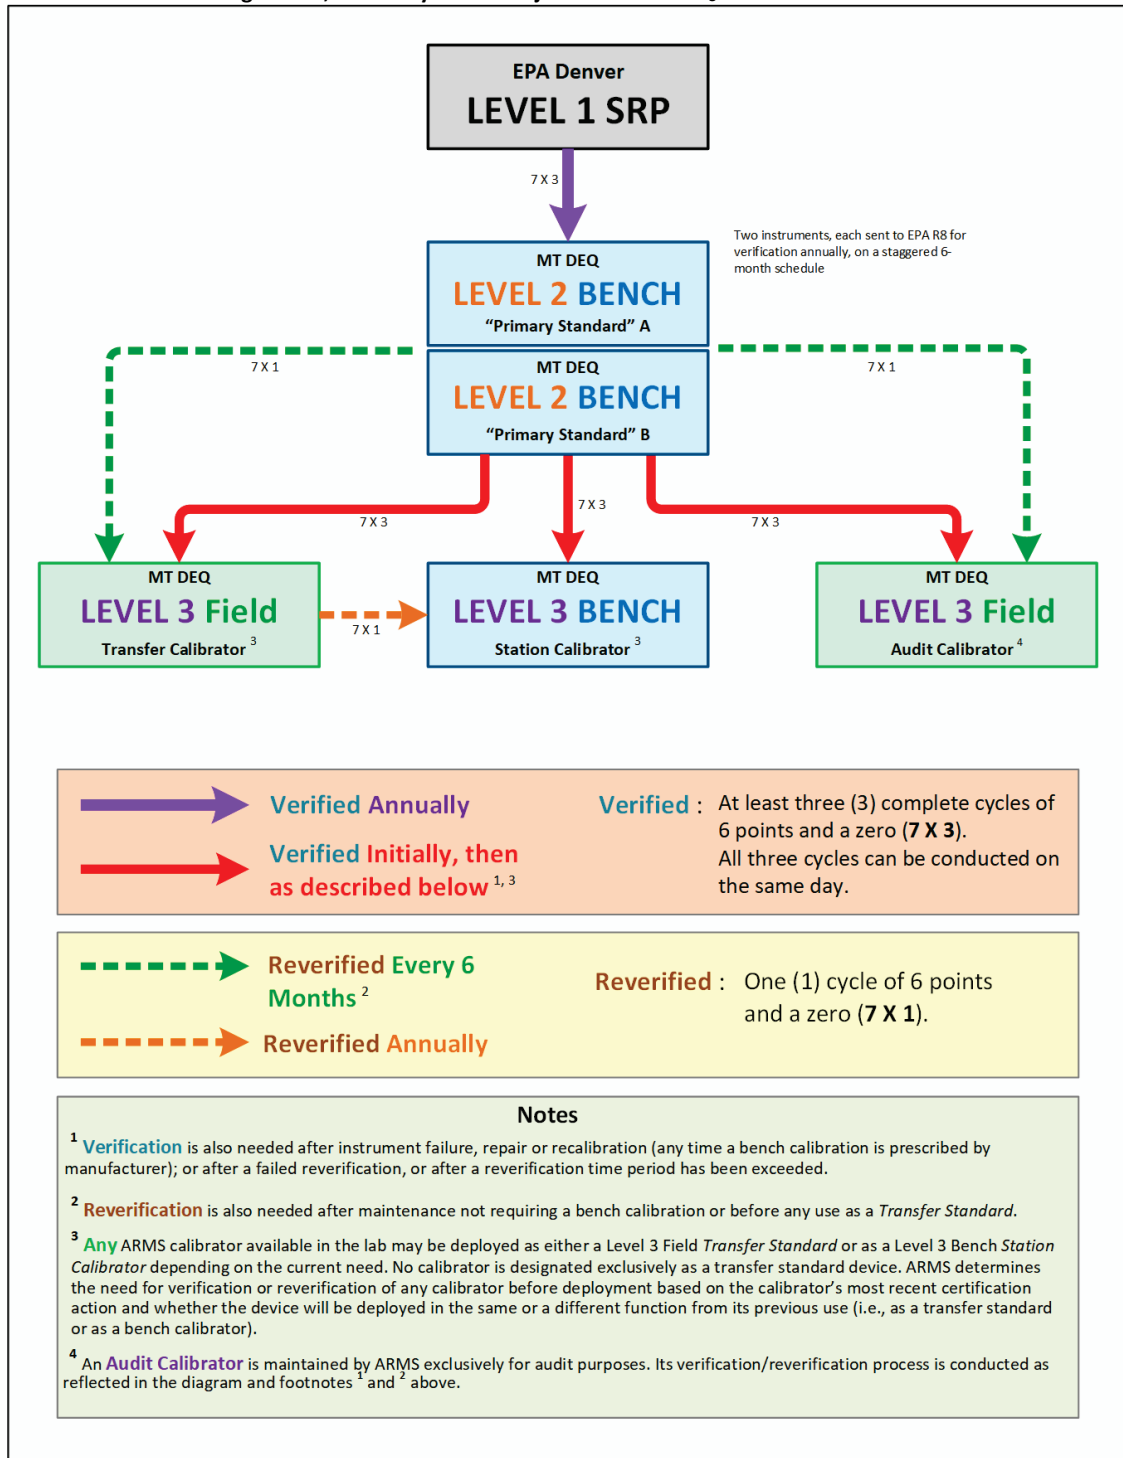 EPA Denver
LEVEL 1 SRP
7 X 3
Two instruments, each sent to EPA R8 for
verification annually, on a staggered 6-
month schedule
MT DEQ
LEVEL 2 BENCH
“Primary Standard” A
MT DEQ
LEVEL 2 BENCH
“Primary Standard” B
7 X 1
7 X 1
7 X 3
7 X 3
7 X 3
MT DEQ
LEVEL 3 Field
Transfer Calibrator 3
7 X 1
MT DEQ
LEVEL 3 BENCH
Station Calibrator 3
MT DEQ
LEVEL 3 Field
Audit Calibrator 4
Verified Annually
Verified Initially, then
as described below 1, 3
Verified : At least three (3) complete cycles of
6 points and a zero (7 X 3).
All three cycles can be conducted on
the same day.
Reverified Every 6
Months 2
Reverified Annually
Reverified : One (1) cycle of 6 points
and a zero (7 X 1).
Notes
1 Verification is also needed after instrument failure, repair or recalibration (any time a bench calibration is prescribed by
manufacturer); or after a failed reverification, or after a reverification time period has been exceeded.
2 Reverification is also needed after maintenance not requiring a bench calibration or before any use as a Transfer Standard.
3 Any ARMS calibrator available in the lab may be deployed as either a Level 3 Field Transfer Standard or as a Level 3 Bench Station
Calibrator depending on the current need. No calibrator is designated exclusively as a transfer standard device. ARMS determines
the need for verification or reverification of any calibrator before deployment based on the calibrator’s most recent certification
action and whether the device will be deployed in the same or a different function from its previous use (i.e., as a transfer standard
or as a bench calibrator).
4 An Audit Calibrator is maintained by ARMS exclusively for audit purposes. Its verification/reverification process is conducted as
reflected in the diagram and footnotes 1 and 2 above.